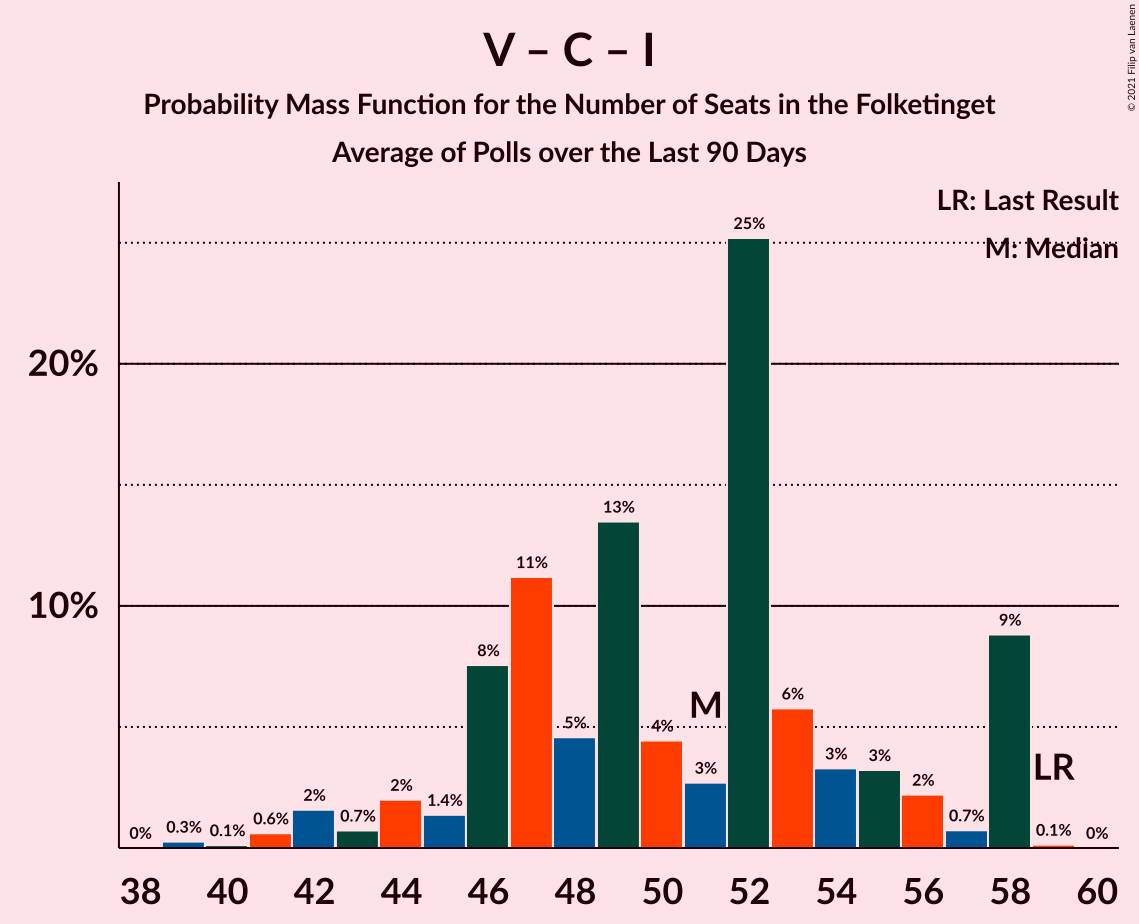 V – C – I
Probability Mass Function for the Number of Seats in the Folketinget
Average of Polls over the Last 90 Days
© 2021 Filip van Laenen
LR: Last Result
M: Median
20%
10%
0%
0.3%
0.1%
0.6%
2%
0.7%
2%
1.4%
8%
11%
5%
13%
4%
3%
M
25%
6%
3%
3%
2%
0.7%
9%
0.1%
LR
0%
38 40 42 44 46 48 50 52 54 56 58 60